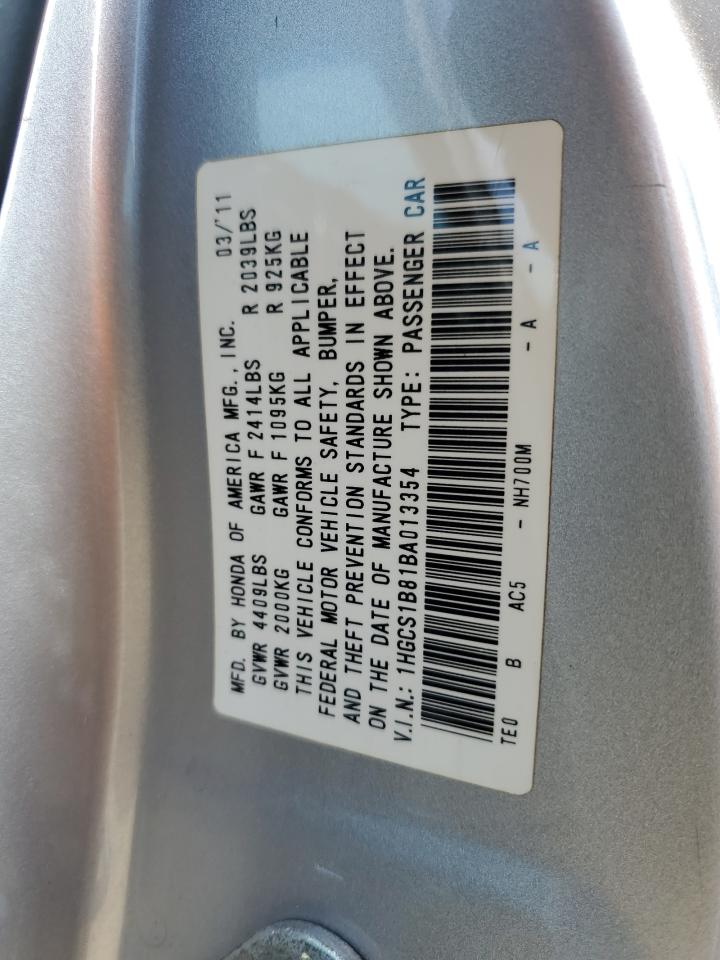 MFD. BY HONDA OF AMERICA MFG., INC. 03/'11
GVWR 4409LBS GAWR F 2414LBS R 2039LBS
GVWR 2000KG GAWR F 1095KG R 925KG
THIS VEHICLE CONFORMS TO ALL APPLICABLE
FEDERAL MOTOR VEHICLE SAFETY, BUMPER,
AND THEFT PREVENTION STANDARDS IN EFFECT
ON THE DATE OF MANUFACTURE SHOWN ABOVE.
V.I.N.: 1HGCS1B81BA013354 TYPE: PASSENGER CAR
TE0 B AC5 - NH700M - A - A